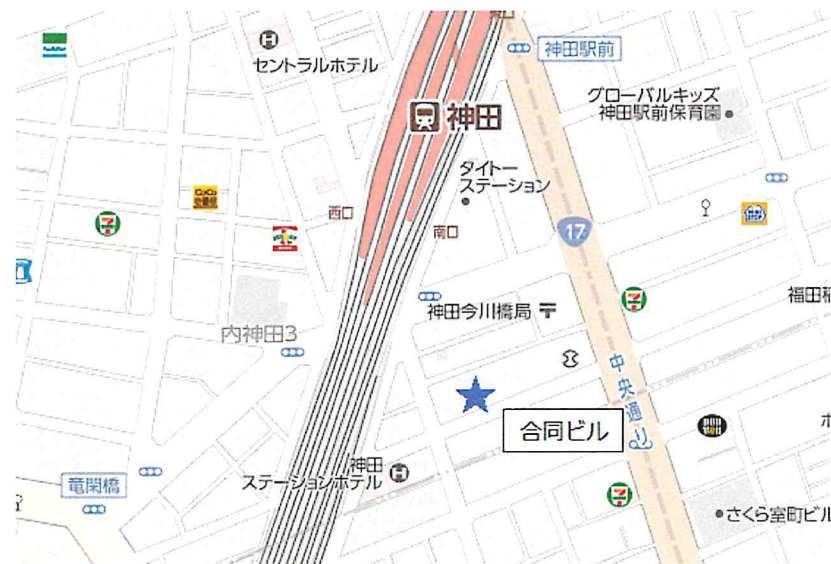 神田駅前
セントラルホテル
グローバルキッズ
神田駅前保育園
神田
タイトー
ステーション
西口
南口
17
神田今川橋局
福田稲
内神田3
中央通り
合同ビル
神田
ステーションホテル
竜閑橋
さくら室町ビル